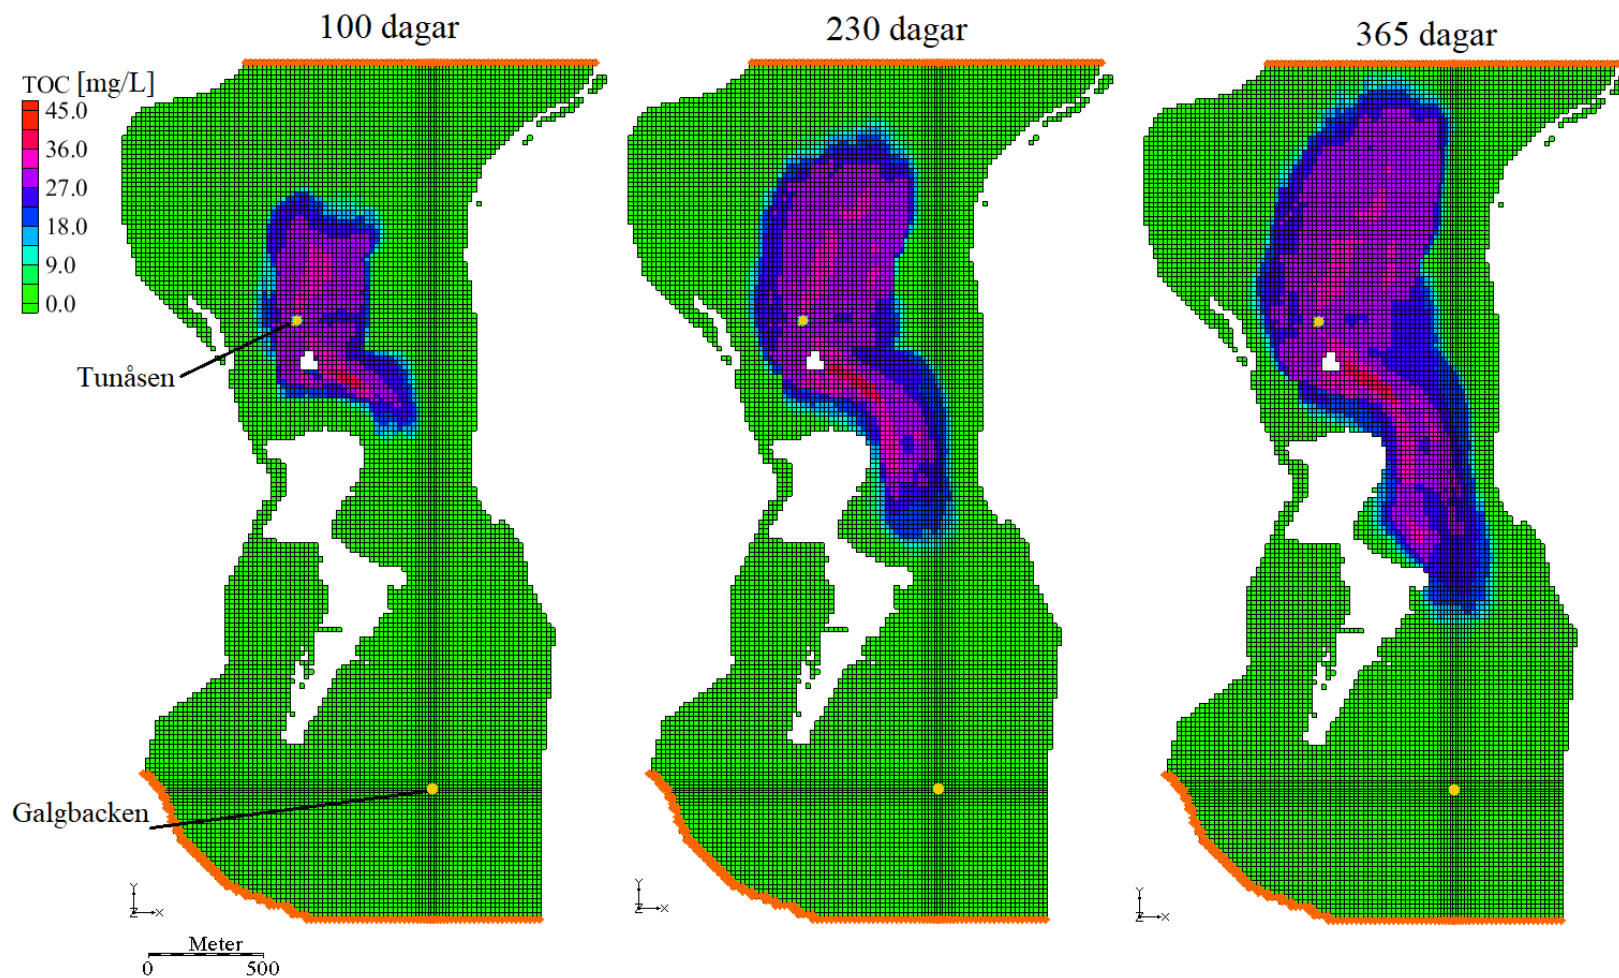 100 dagar
230 dagar
365 dagar
TOC [mg/L]
45.0
36.0
27.0
18.0
9.0
0.0
Tunåsen
Galgbacken
Y
Z
X
Y
Z
X
Y
Z
X
Meter
0
500